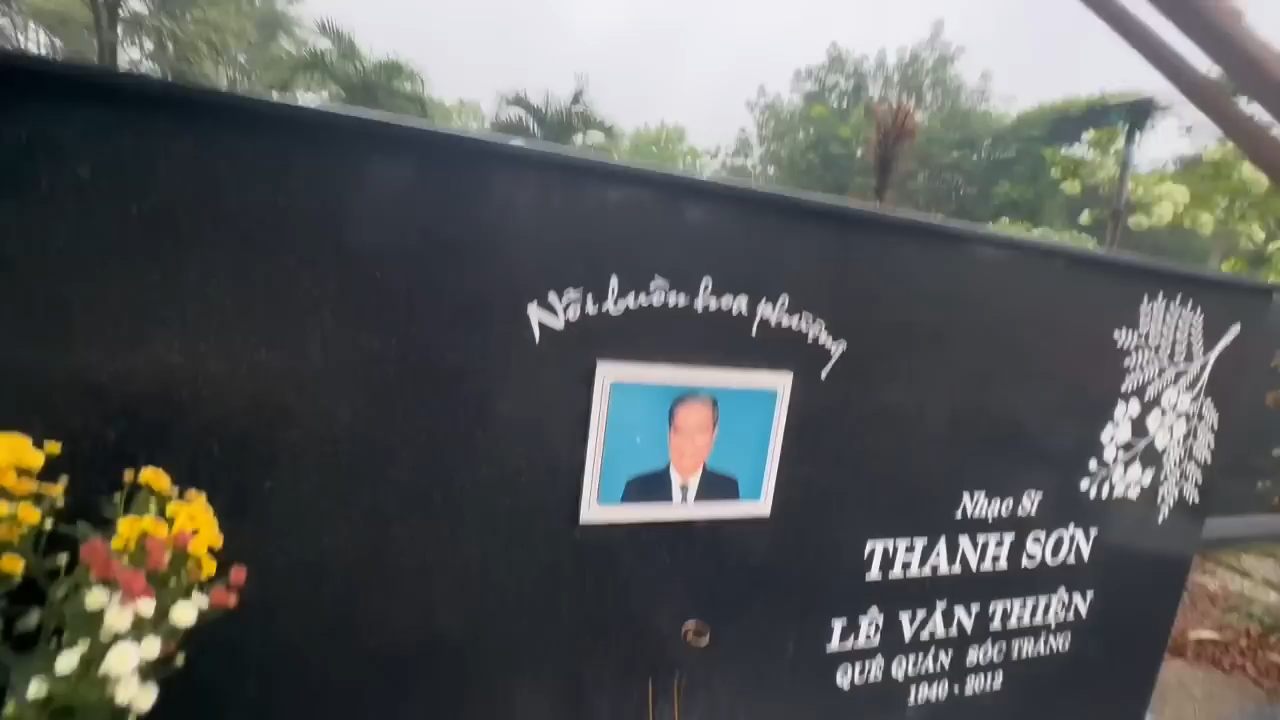 Nỗi buồn hoa phượng
Nhạc Sĩ
THANH SƠN
LÊ VĂN THIỆN
QUÊ QUÁN SÓC TRĂNG
1940 - 2012